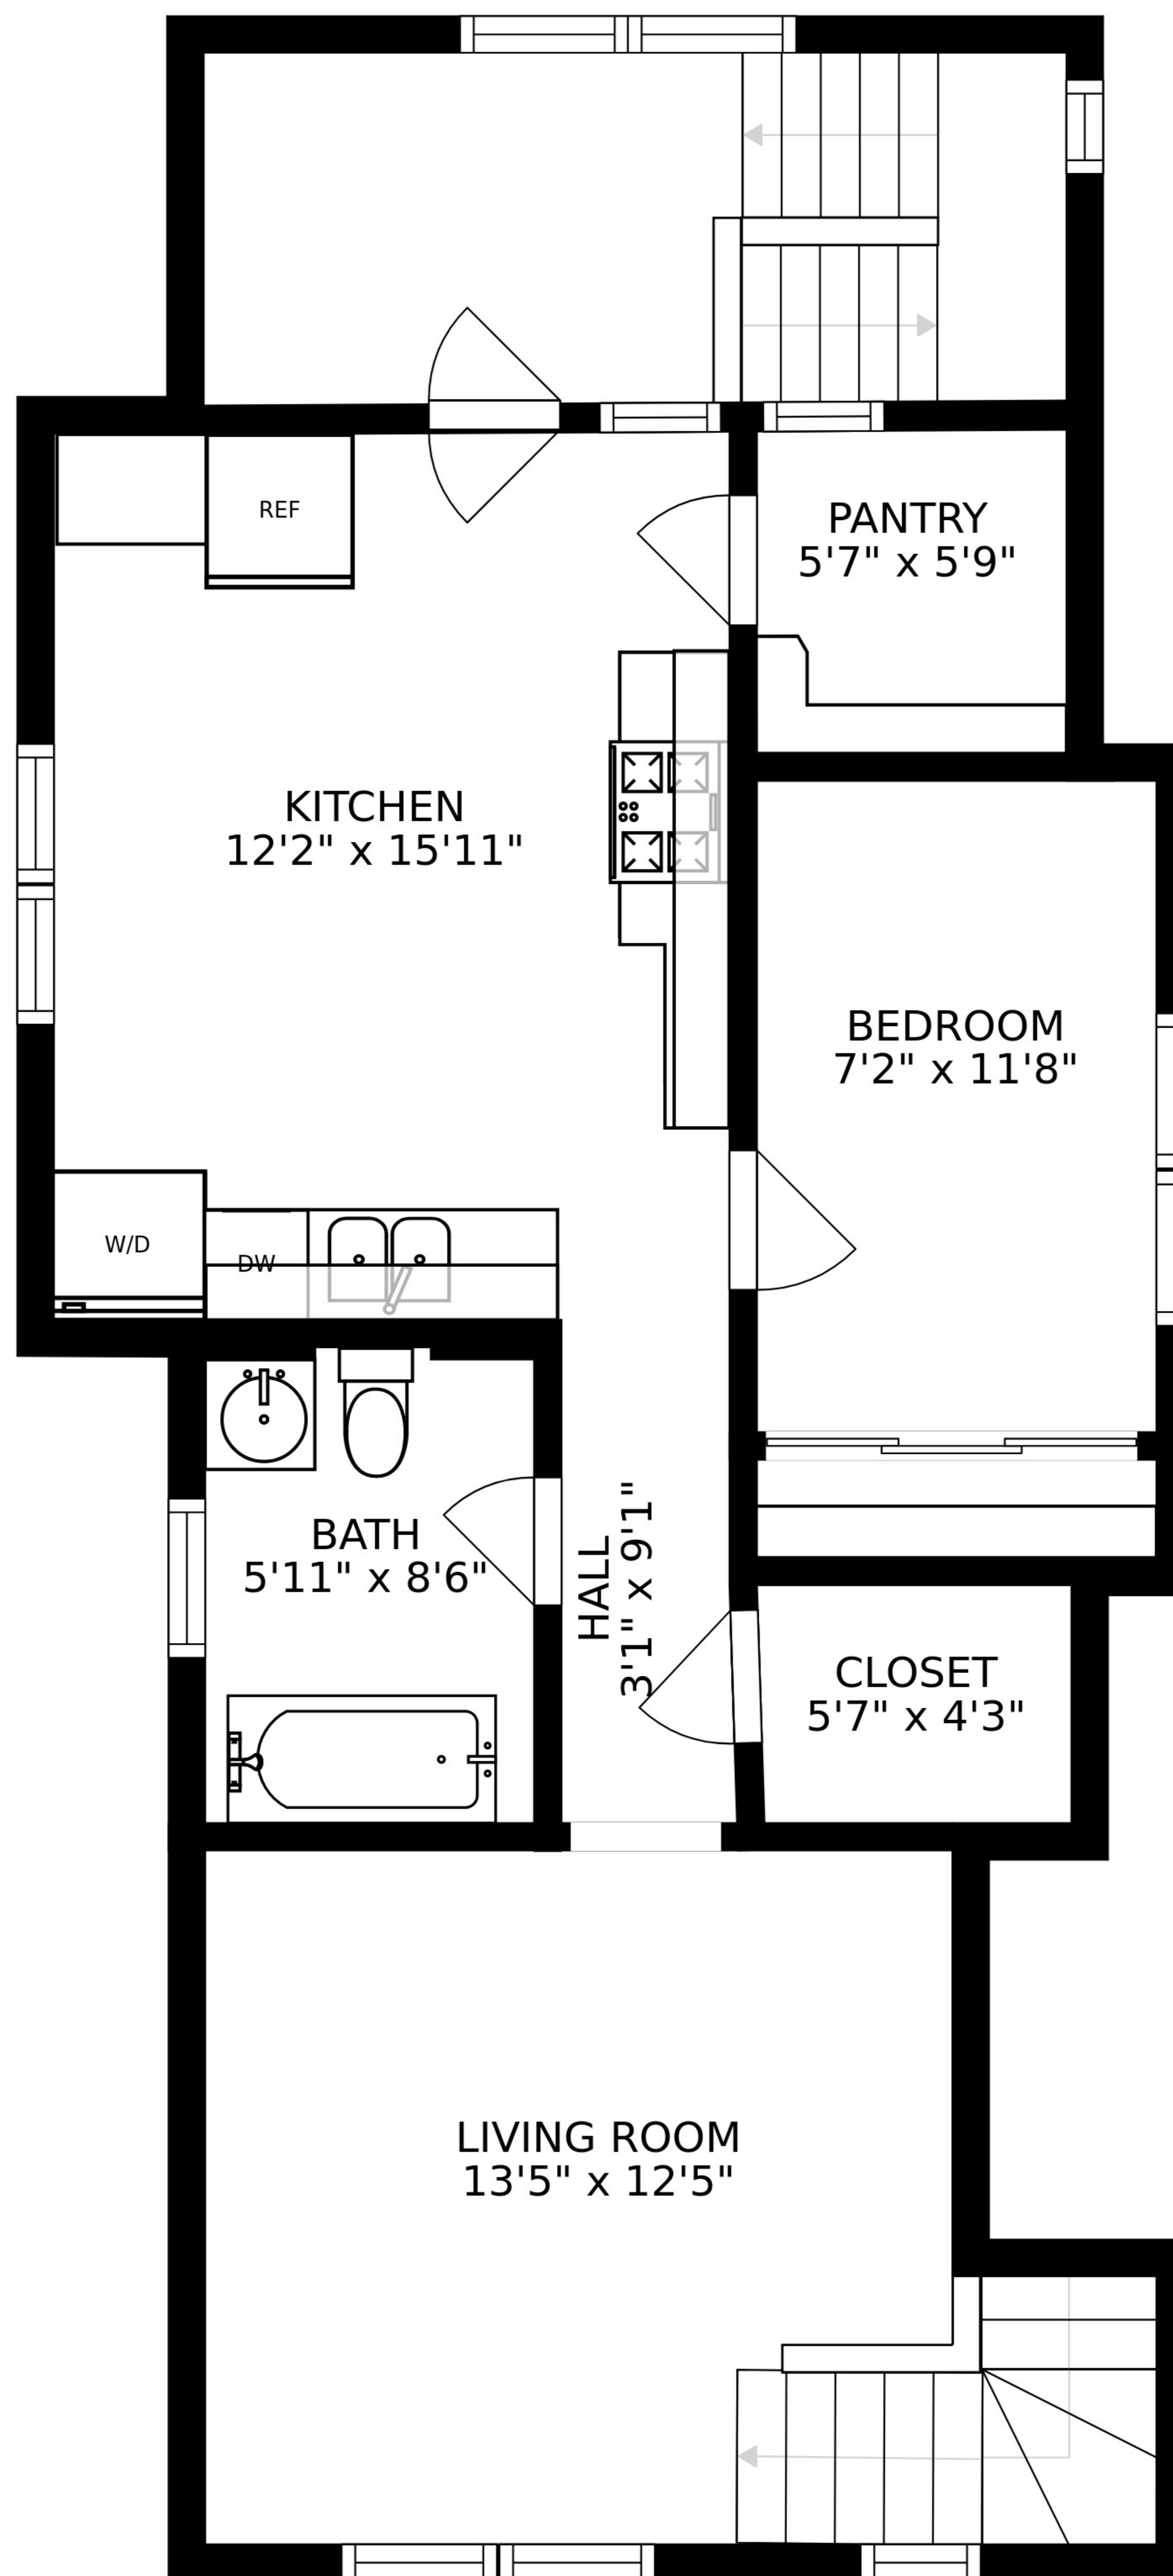 REF
PANTRY
5'7" x 5'9"
KITCHEN
12'2" x 15'11"
BEDROOM
7'2" x 11'8"
W/D
DW
BATH
5'11" x 8'6"
HALL
3'1" x 9'1"
CLOSET
5'7" x 4'3"
LIVING ROOM
13'5" x 12'5"